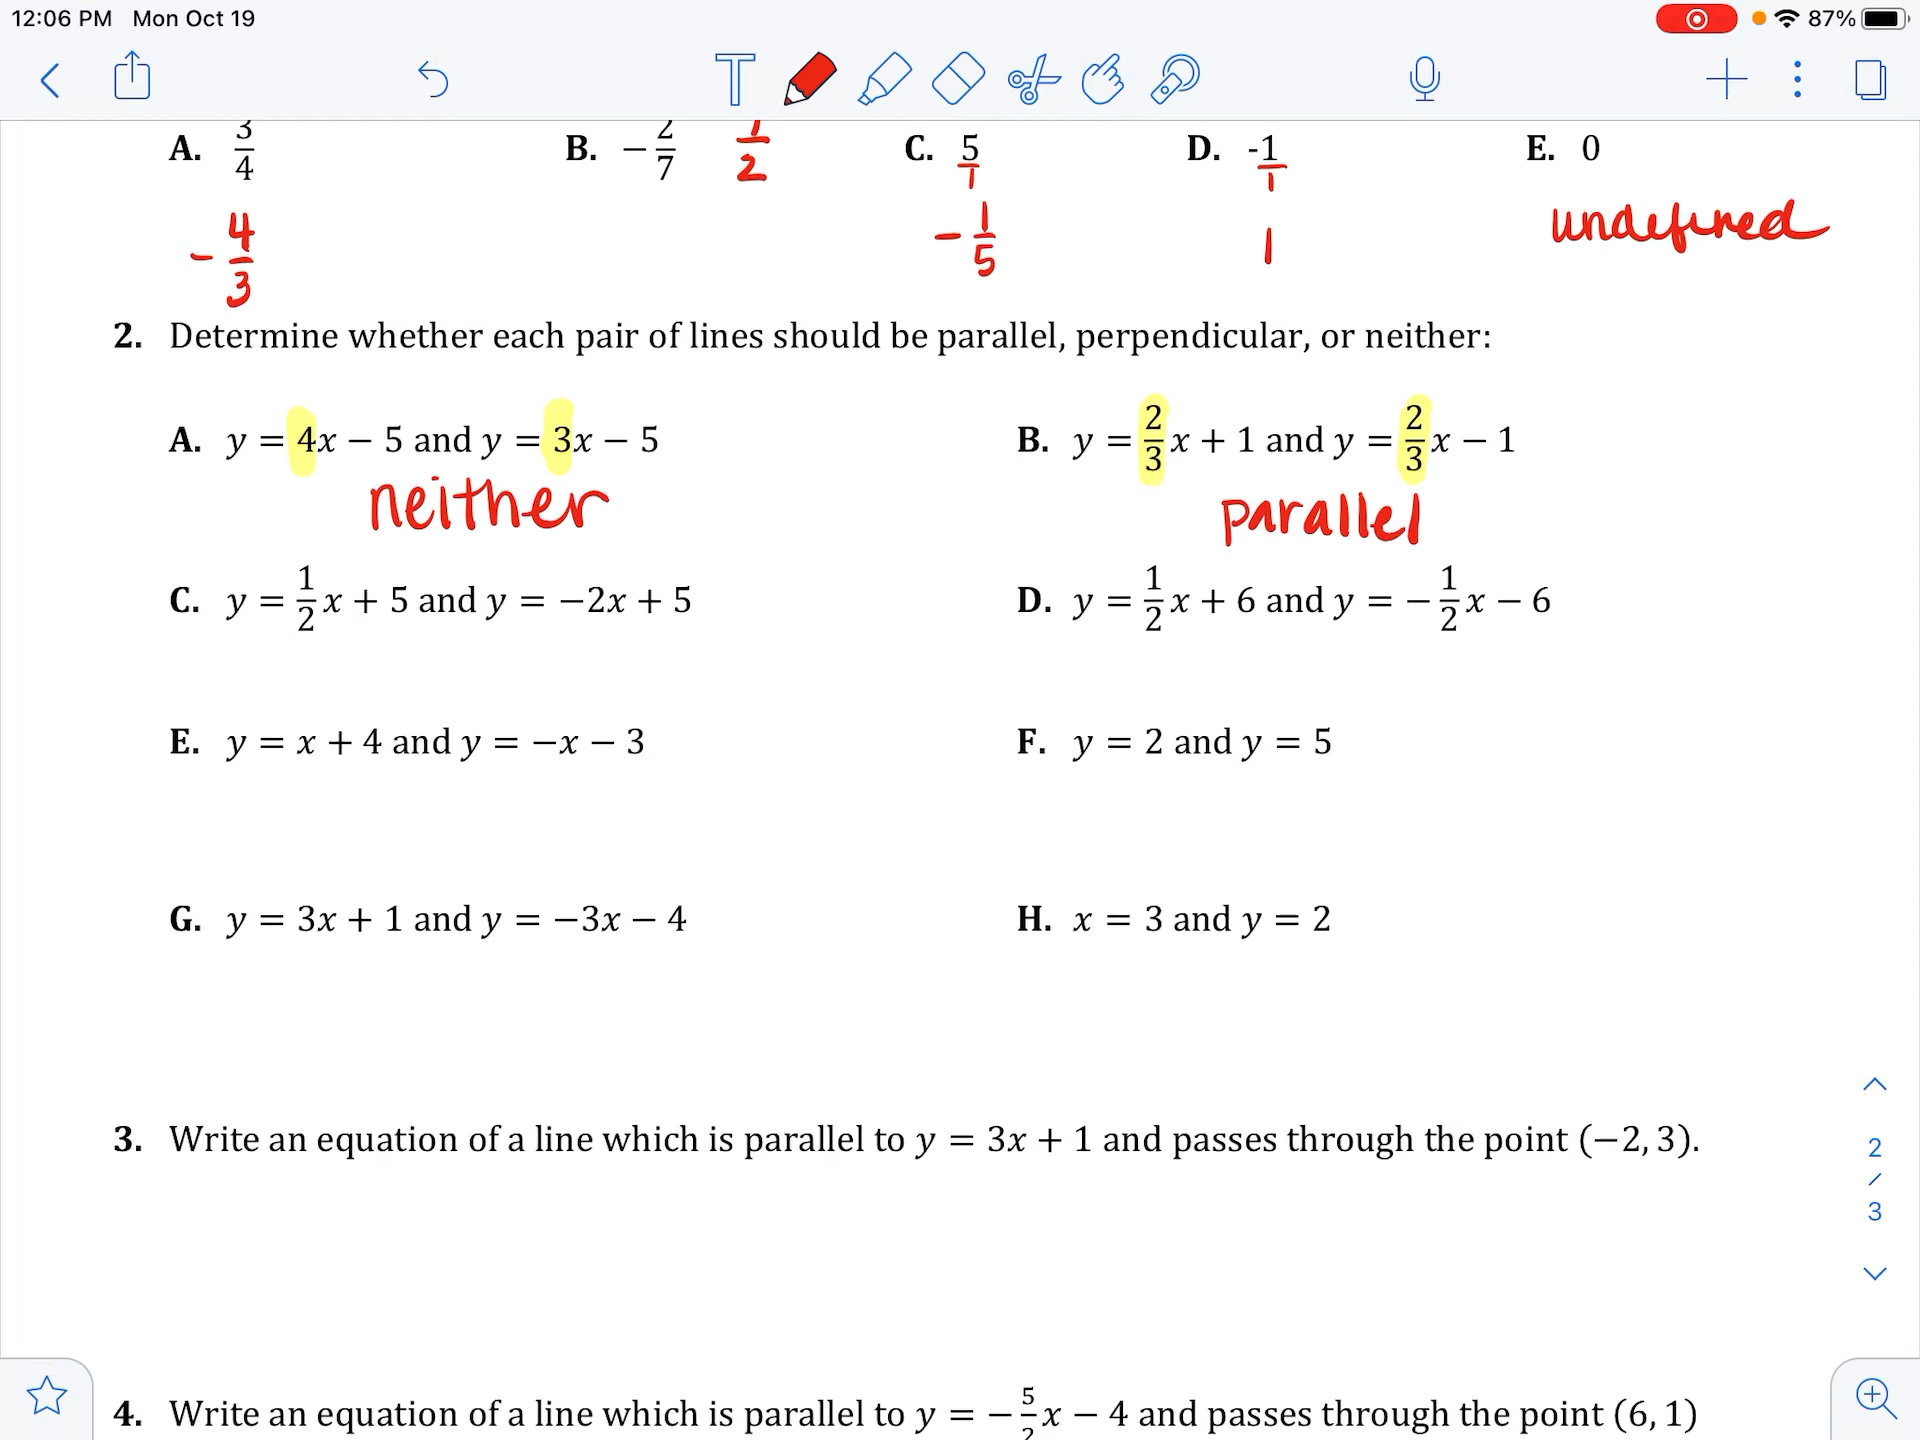 12:06 PM Mon Oct 19 87%
A. 3/4 B. −2/7 1/2 C. 5/1 D. -1/1 E. 0
−4/3 −1/5 1 undefined
2. Determine whether each pair of lines should be parallel, perpendicular, or neither:
A. y = 4x − 5 and y = 3x − 5 B. y = 2/3x + 1 and y = 2/3x − 1
neither parallel
C. y = 1/2x + 5 and y = −2x + 5 D. y = 1/2x + 6 and y = −1/2x − 6
E. y = x + 4 and y = −x − 3 F. y = 2 and y = 5
G. y = 3x + 1 and y = −3x − 4 H. x = 3 and y = 2
3. Write an equation of a line which is parallel to y = 3x + 1 and passes through the point (−2, 3).
2
/
3
4. Write an equation of a line which is parallel to y = −5/2x − 4 and passes through the point (6, 1)